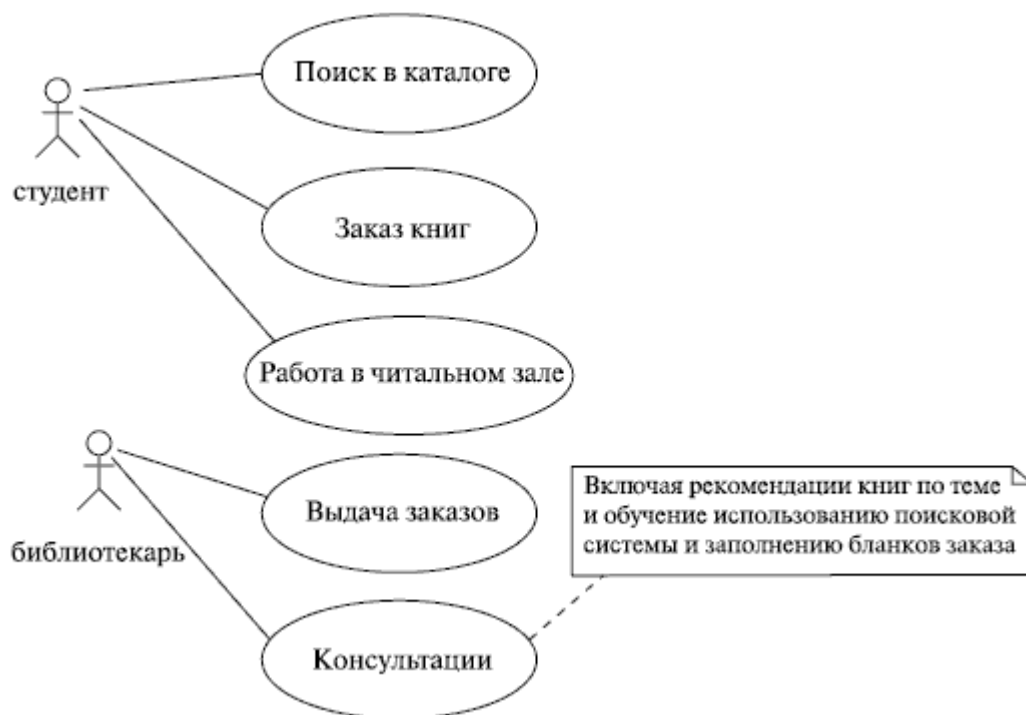 Поиск в каталоге
студент
Заказ книг
Работа в читальном зале
библиотекарь
Выдача заказов
Включая рекомендации книг по теме
и обучение использованию поисковой
системы и заполнению бланков заказа
Консультации